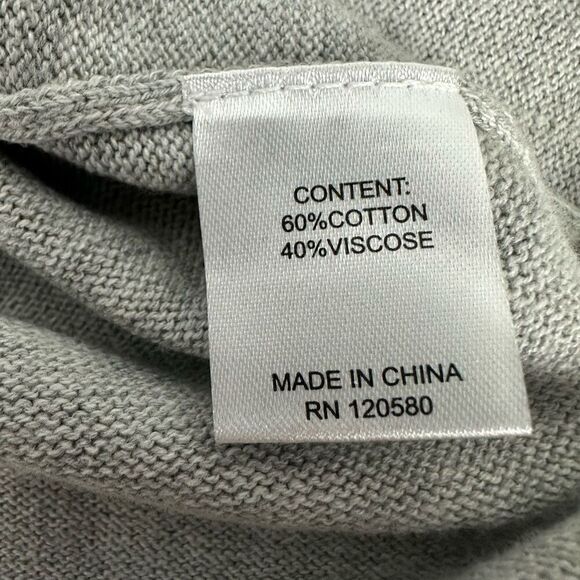 CONTENT:
60%COTTON
40%VISCOSE
MADE IN CHINA
RN 120580